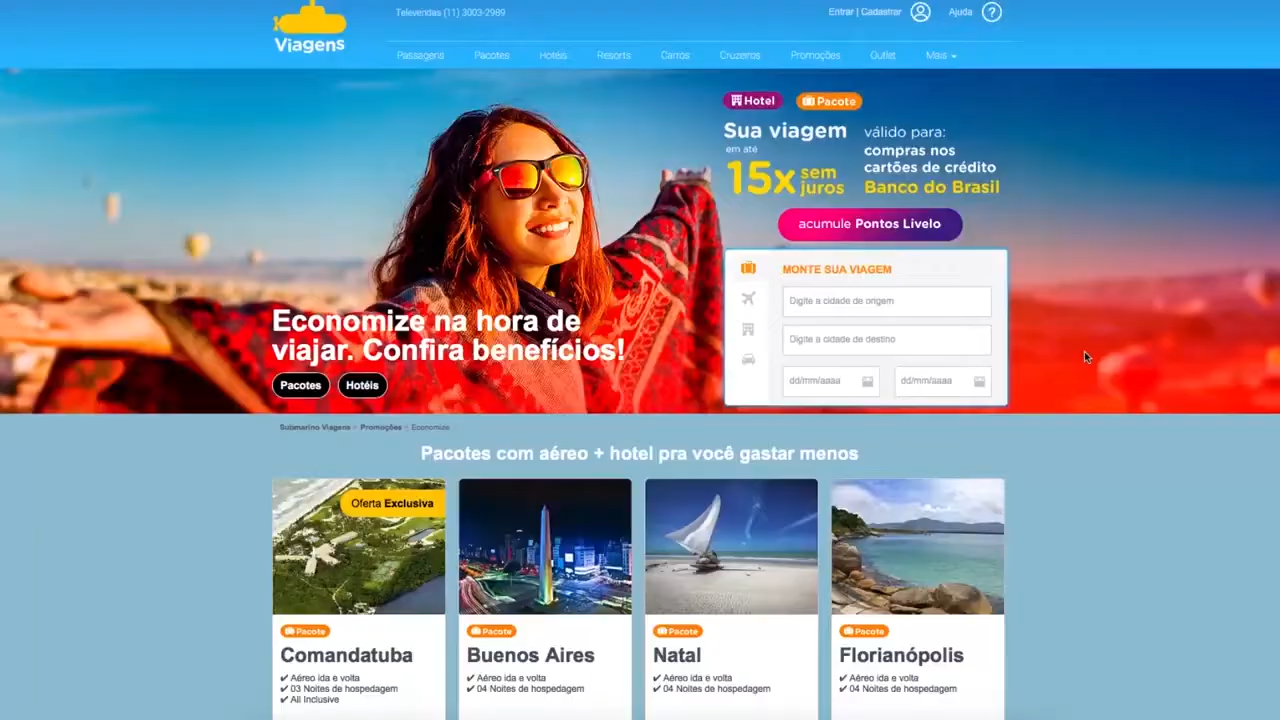 Viagens
Televendas (11) 3003-2989
Entrar | Cadastrar
Ajuda
?
Passagens Pacotes Hotéis Resorts Carros Cruzeiros Promoções Outlet Mais
Hotel
Pacote
Sua viagem
em até
15x sem juros
válido para:
compras nos
cartões de crédito
Banco do Brasil
acumule Pontos Livelo
MONTE SUA VIAGEM
Digite a cidade de origem
Digite a cidade de destino
dd/mm/aaaa
dd/mm/aaaa
Economize na hora de
viajar. Confira benefícios!
Pacotes
Hotéis
Submarino Viagens > Promoções > Economize
Pacotes com aéreo + hotel pra você gastar menos
Oferta Exclusiva
Pacote
Comandatuba
✔ Aéreo ida e volta
✔ 03 Noites de hospedagem
✔ All Inclusive
Pacote
Buenos Aires
✔ Aéreo ida e volta
✔ 04 Noites de hospedagem
Pacote
Natal
✔ Aéreo ida e volta
✔ 04 Noites de hospedagem
Pacote
Florianópolis
✔ Aéreo ida e volta
✔ 04 Noites de hospedagem